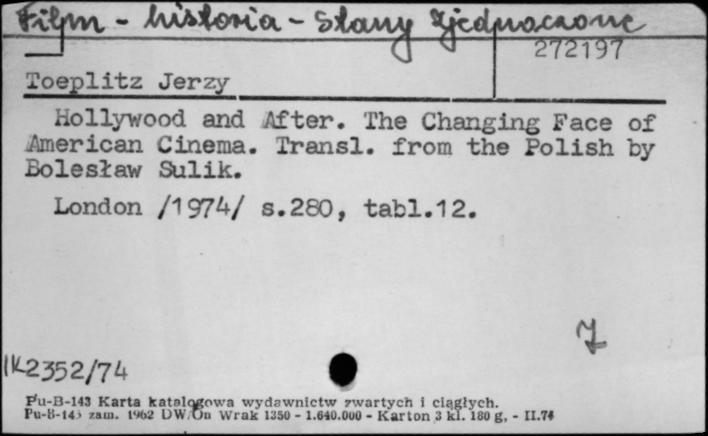 Film - historia - Stany Zjednoczone
272197
Toeplitz Jerzy
Hollywood and After. The Changing Face of
American Cinema. Transl. from the Polish by
Bolesław Sulik.
London /1974/ s.280, tabl.12.
IK2352/74
Pu-B-143 Karta katalogowa wydawnictw zwartych i ciągłych.
Pu-B-143 zam. 1962 DW/On Wrak 1350 - 1.640.000 - Karton 3 kl. 180 g, - II.74